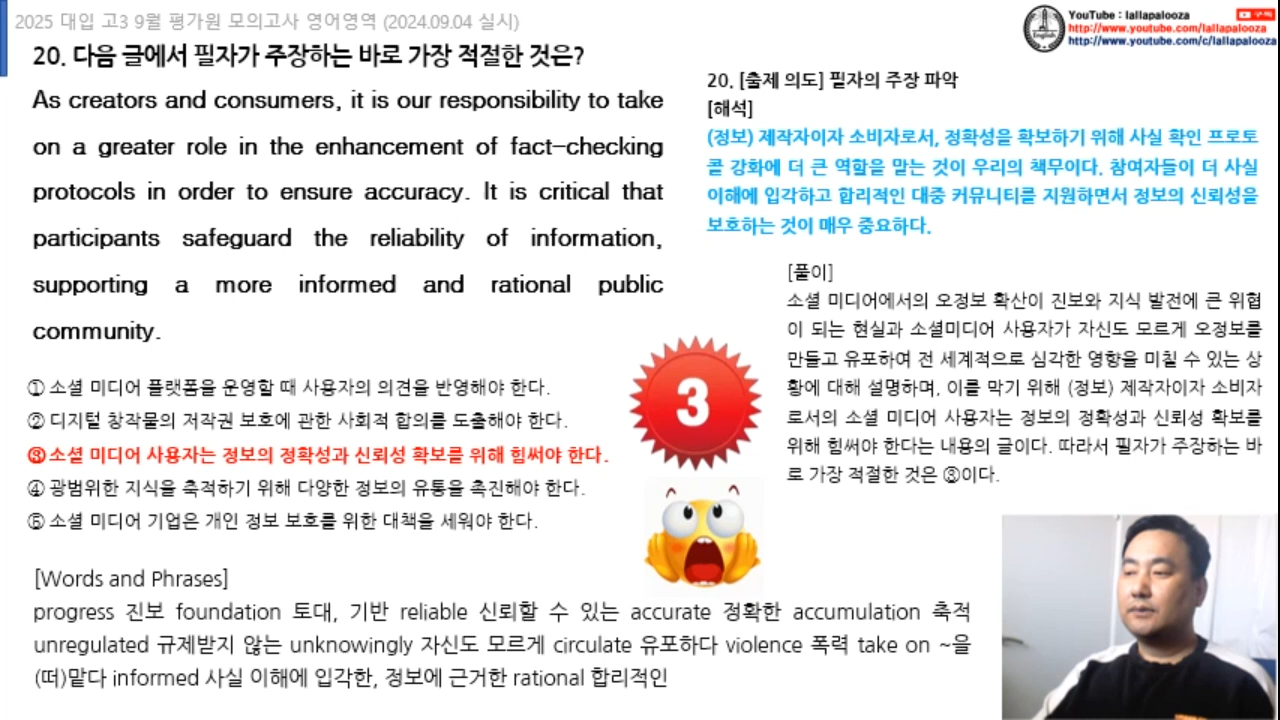 2025 대입 고3 9월 평가원 모의고사 영어영역 (2024.09.04 실시)
YouTube : lallapalooza
구독
http://www.youtube.com/lallapalooza
http://www.youtube.com/c/lallapalooza
English
20. 다음 글에서 필자가 주장하는 바로 가장 적절한 것은?
As creators and consumers, it is our responsibility to take
on a greater role in the enhancement of fact-checking
protocols in order to ensure accuracy. It is critical that
participants safeguard the reliability of information,
supporting a more informed and rational public
community.
① 소셜 미디어 플랫폼을 운영할 때 사용자의 의견을 반영해야 한다.
② 디지털 창작물의 저작권 보호에 관한 사회적 합의를 도출해야 한다.
③ 소셜 미디어 사용자는 정보의 정확성과 신뢰성 확보를 위해 힘써야 한다.
④ 광범위한 지식을 축적하기 위해 다양한 정보의 유통을 촉진해야 한다.
⑤ 소셜 미디어 기업은 개인 정보 보호를 위한 대책을 세워야 한다.
3
20. [출제 의도] 필자의 주장 파악
[해석]
(정보) 제작자이자 소비자로서, 정확성을 확보하기 위해 사실 확인 프로토
콜 강화에 더 큰 역할을 맡는 것이 우리의 책무이다. 참여자들이 더 사실
이해에 입각하고 합리적인 대중 커뮤니티를 지원하면서 정보의 신뢰성을
보호하는 것이 매우 중요하다.
[풀이]
소셜 미디어에서의 오정보 확산이 진보와 지식 발전에 큰 위협
이 되는 현실과 소셜미디어 사용자가 자신도 모르게 오정보를
만들고 유포하여 전 세계적으로 심각한 영향을 미칠 수 있는 상
황에 대해 설명하며, 이를 막기 위해 (정보) 제작자이자 소비자
로서의 소셜 미디어 사용자는 정보의 정확성과 신뢰성 확보를
위해 힘써야 한다는 내용의 글이다. 따라서 필자가 주장하는 바
로 가장 적절한 것은 ③이다.
[Words and Phrases]
progress 진보 foundation 토대, 기반 reliable 신뢰할 수 있는 accurate 정확한 accumulation 축적
unregulated 규제받지 않는 unknowingly 자신도 모르게 circulate 유포하다 violence 폭력 take on ~을
(떠)맡다 informed 사실 이해에 입각한, 정보에 근거한 rational 합리적인